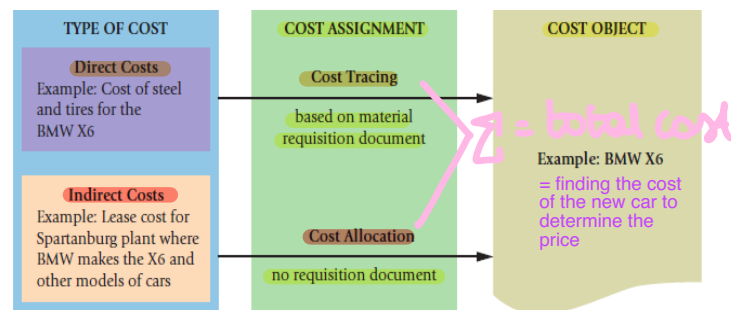 TYPE OF COST
Direct Costs
Example: Cost of steel
and tires for the
BMW X6
Indirect Costs
Example: Lease cost for
Spartanburg plant where
BMW makes the X6 and
other models of cars
COST ASSIGNMENT
Cost Tracing
based on material
requisition document
Cost Allocation
no requisition document
Σ = total cost
COST OBJECT
Example: BMW X6
= finding the cost
of the new car to
determine the
price